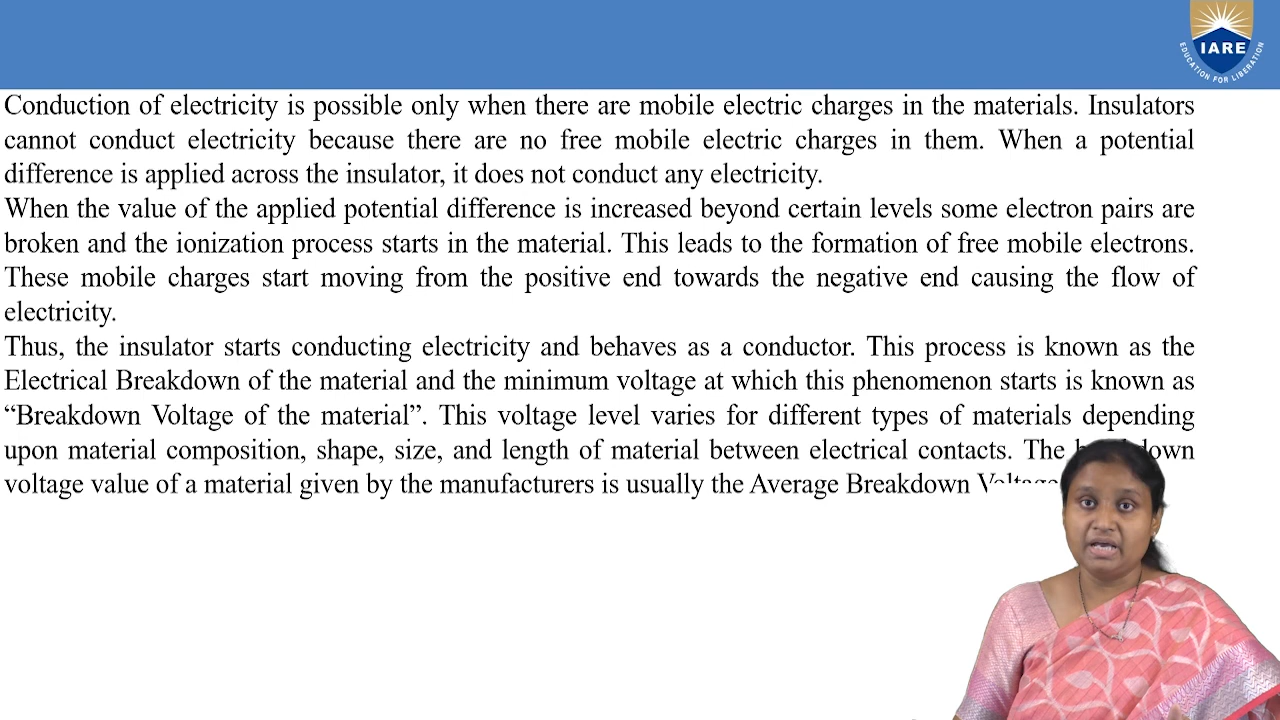 IARE
EDUCATION FOR LIBERATION
Conduction of electricity is possible only when there are mobile electric charges in the materials. Insulators
cannot conduct electricity because there are no free mobile electric charges in them. When a potential
difference is applied across the insulator, it does not conduct any electricity.
When the value of the applied potential difference is increased beyond certain levels some electron pairs are
broken and the ionization process starts in the material. This leads to the formation of free mobile electrons.
These mobile charges start moving from the positive end towards the negative end causing the flow of
electricity.
Thus, the insulator starts conducting electricity and behaves as a conductor. This process is known as the
Electrical Breakdown of the material and the minimum voltage at which this phenomenon starts is known as
“Breakdown Voltage of the material”. This voltage level varies for different types of materials depending
upon material composition, shape, size, and length of material between electrical contacts. The
voltage value of a material given by the manufacturers is usually the Average Breakdown Voltage